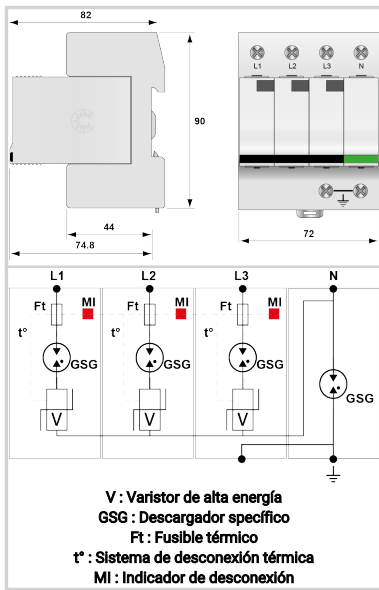 82
L1 L2 L3 N
90
44
74.8
72
L1 L2 L3 N
Ft MI Ft MI Ft MI
t° t° t°
GSG GSG GSG
GSG
V V V
V : Varistor de alta energía
GSG : Descargador specífico
Ft : Fusible térmico
t° : Sistema de desconexión térmica
MI : Indicador de desconexión